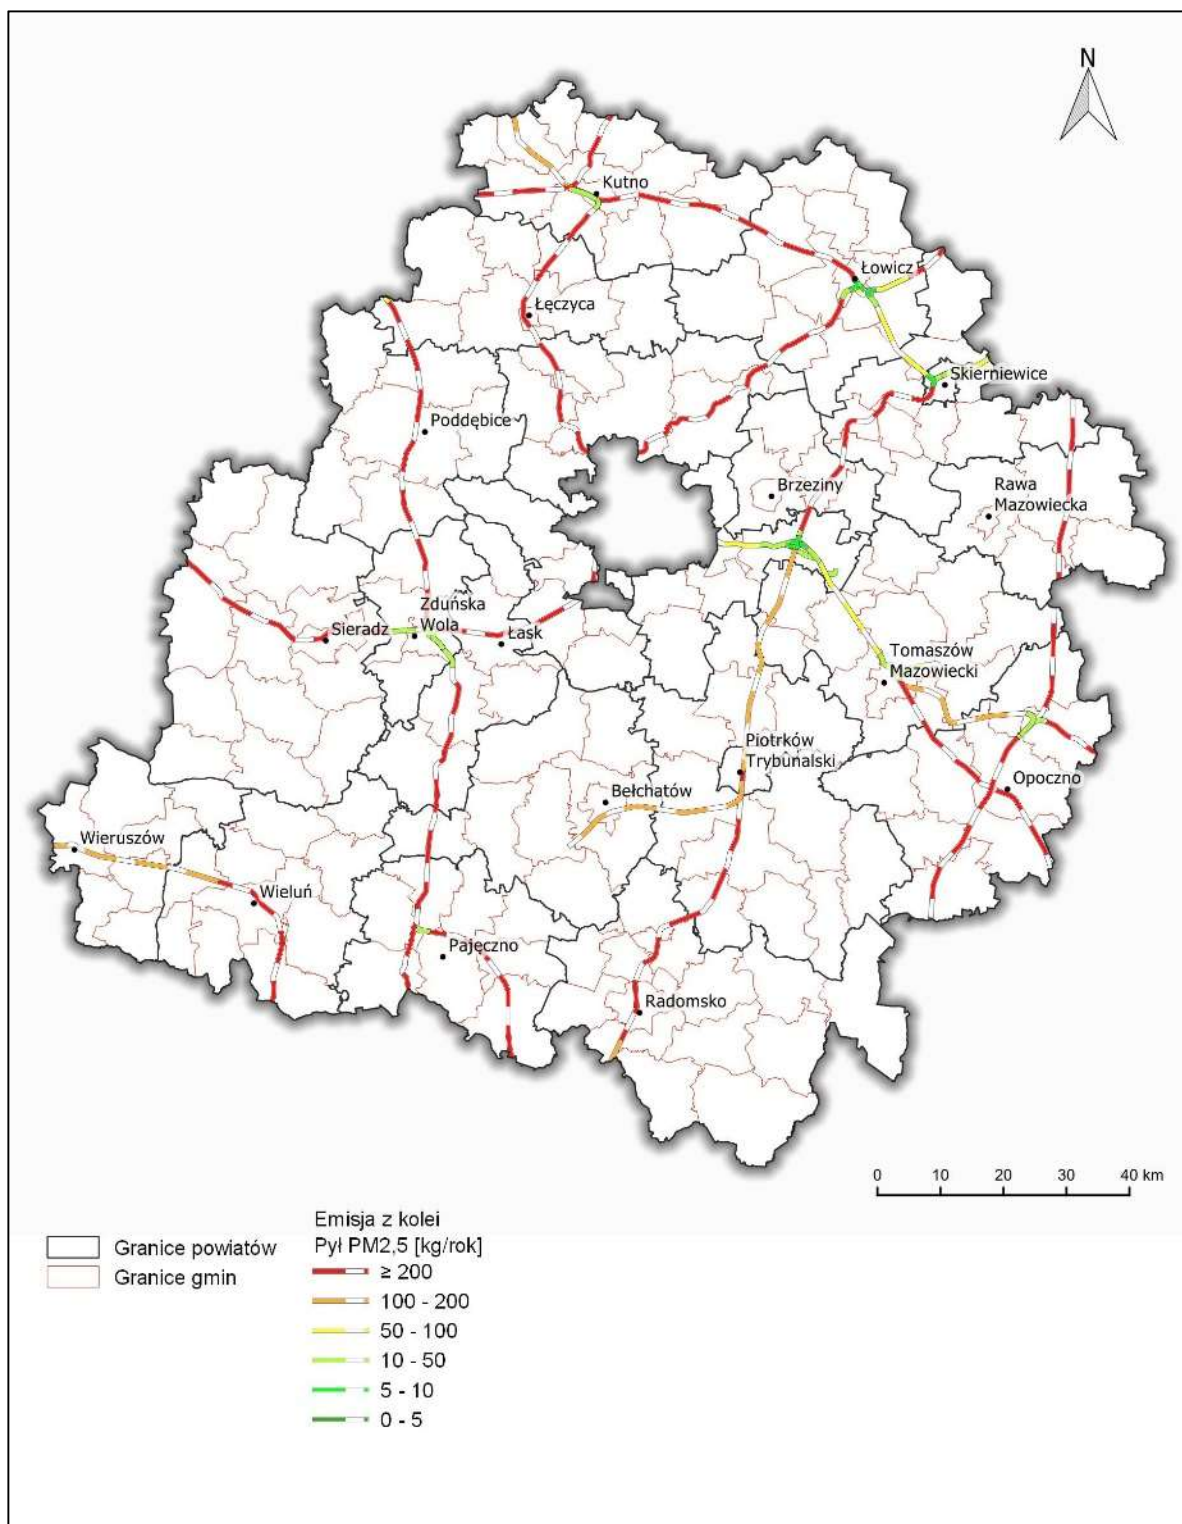 N
Kutno
Łowicz
Łęczyca
Skierniewice
Poddębice
Brzeziny
Rawa
Mazowiecka
Zduńska
Wola
Sieradz
Łask
Tomaszów
Mazowiecki
Piotrków
Trybunalski
Opoczno
Bełchatów
Wieruszów
Wieluń
Pajęczno
Radomsko
0 10 20 30 40 km
Emisja z kolei
Pył PM2,5 [kg/rok]
Granice powiatów
Granice gmin
≥ 200
100 - 200
50 - 100
10 - 50
5 - 10
0 - 5